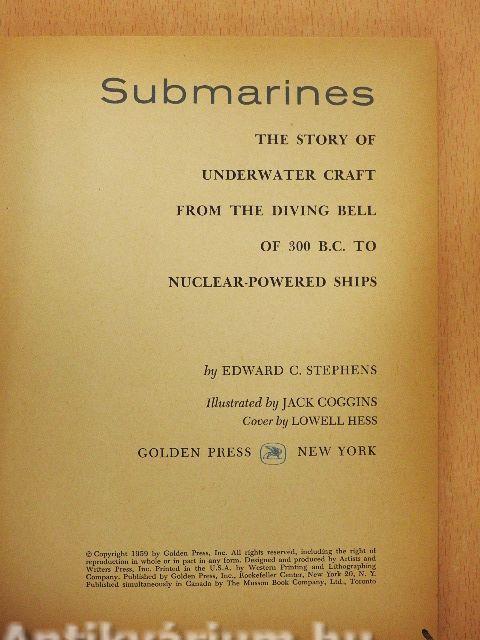 Submarines
THE STORY OF
UNDERWATER CRAFT
FROM THE DIVING BELL
OF 300 B.C. TO
NUCLEAR-POWERED SHIPS
by EDWARD C. STEPHENS
Illustrated by JACK COGGINS
Cover by LOWELL HESS
GOLDEN PRESS NEW YORK
© Copyright 1959 by Golden Press, Inc. All rights reserved, including the right of
reproduction in whole or in part in any form. Designed and produced by Artists and
Writers Press, Inc. Printed in the U.S.A. by Western Printing and Lithographing
Company. Published by Golden Press, Inc., Rockefeller Center, New York 20, N. Y.
Published simultaneously in Canada by The Musson Book Company, Ltd., Toronto
Antikvárium.hu